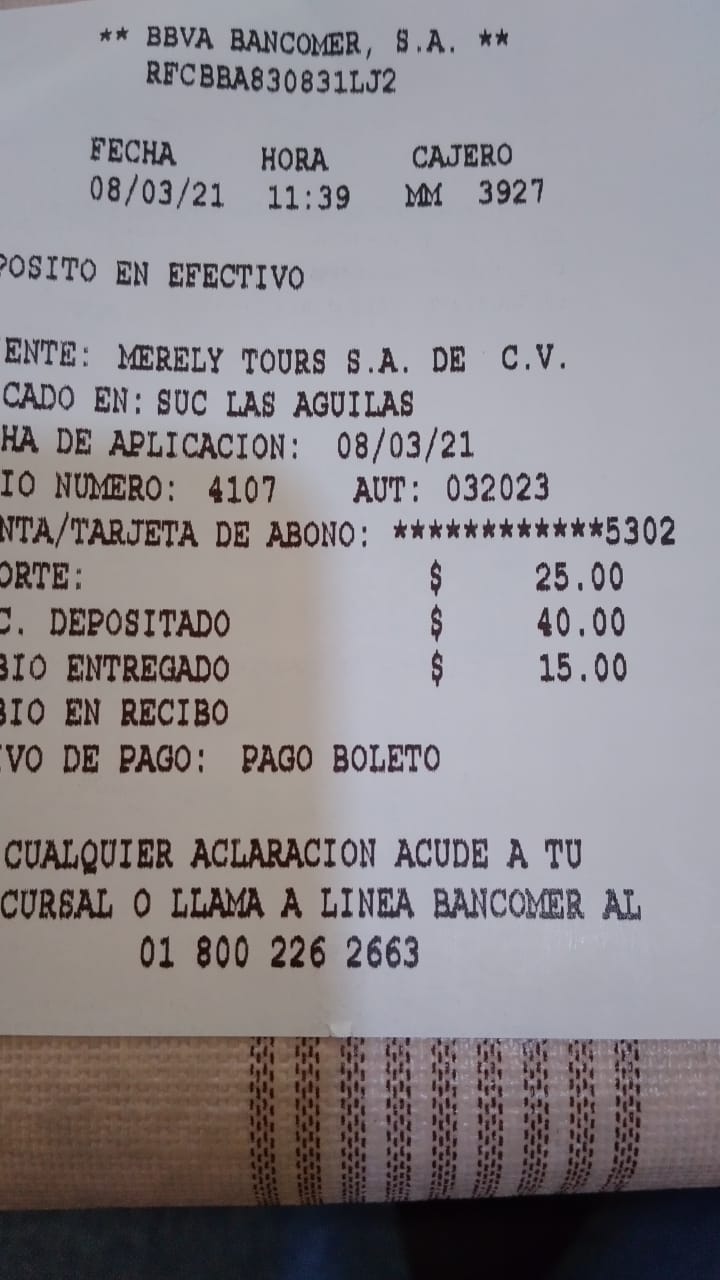 ** BBVA BANCOMER, S.A. **
RFCBBA830831LJ2
FECHA HORA CAJERO
08/03/21 11:39 MM 3927
POSITO EN EFECTIVO
ENTE: MERELY TOURS S.A. DE C.V.
CADO EN: SUC LAS AGUILAS
HA DE APLICACION: 08/03/21
IO NUMERO: 4107 AUT: 032023
NTA/TARJETA DE ABONO: ************5302
ORTE: $ 25.00
C. DEPOSITADO $ 40.00
BIO ENTREGADO $ 15.00
BIO EN RECIBO
IVO DE PAGO: PAGO BOLETO
CUALQUIER ACLARACION ACUDE A TU
CURSAL O LLAMA A LINEA BANCOMER AL
01 800 226 2663